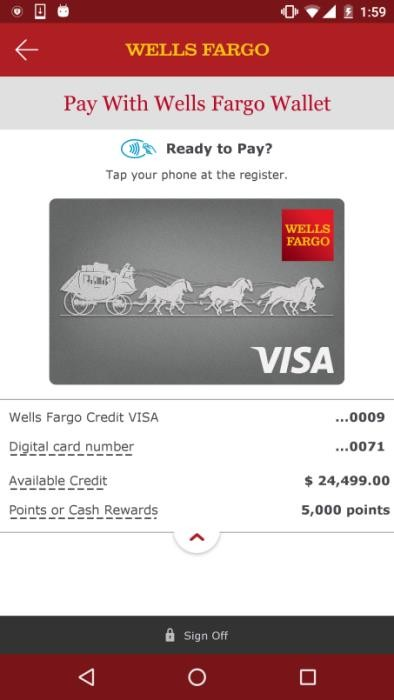 1:59
WELLS FARGO
Pay With Wells Fargo Wallet
Ready to Pay?
Tap your phone at the register.
WELLS
FARGO
VISA
Wells Fargo Credit VISA ...0009
Digital card number ...0071
Available Credit $ 24,499.00
Points or Cash Rewards 5,000 points
Sign Off